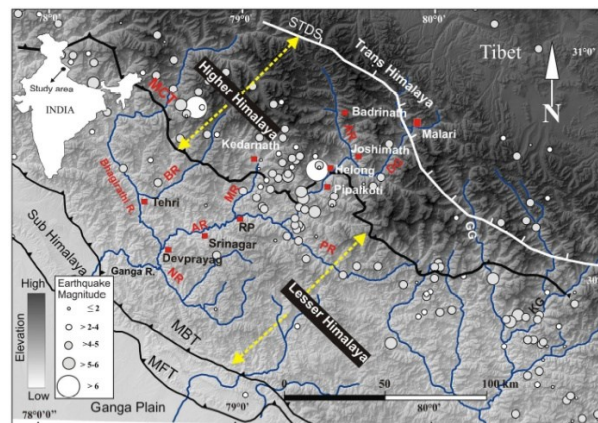 78°0'
79.0
80°0'
STDS
Tibet
31°0'
N
Study area
INDIA
MCT
Higher Himalaya
Trans Himalaya
Badrinath
Malari
Kedarnath
Joshimath
Helong
Pipalkoti
BR
MR
Bhagirathi R.
Tehri
AR
RP
Srinagar
PR
GG
Devprayag
Ganga R.
NR
Sub Himalaya
Lesser Himalaya
KG
High
Elevation
Low
Earthquake
Magnitude
≤ 2
> 2-4
>4-5
> 5-6
> 6
MBT
MFT
Ganga Plain
0
50
100 km
78°0'0"
79.0
80°0'